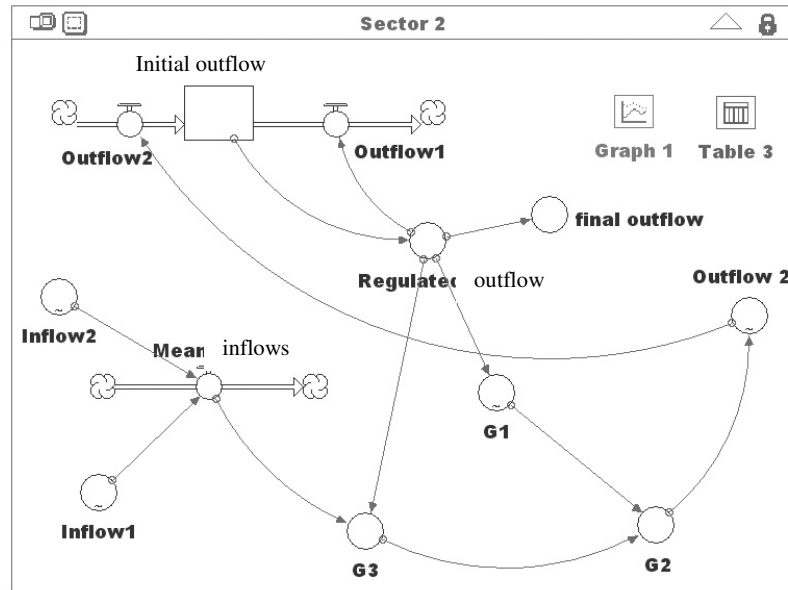 Sector 2
Initial outflow
Outflow2
Outflow1
Graph 1
Table 3
final outflow
Regulated outflow
Outflow 2
Inflow2
Mean inflows
G1
Inflow1
G3
G2